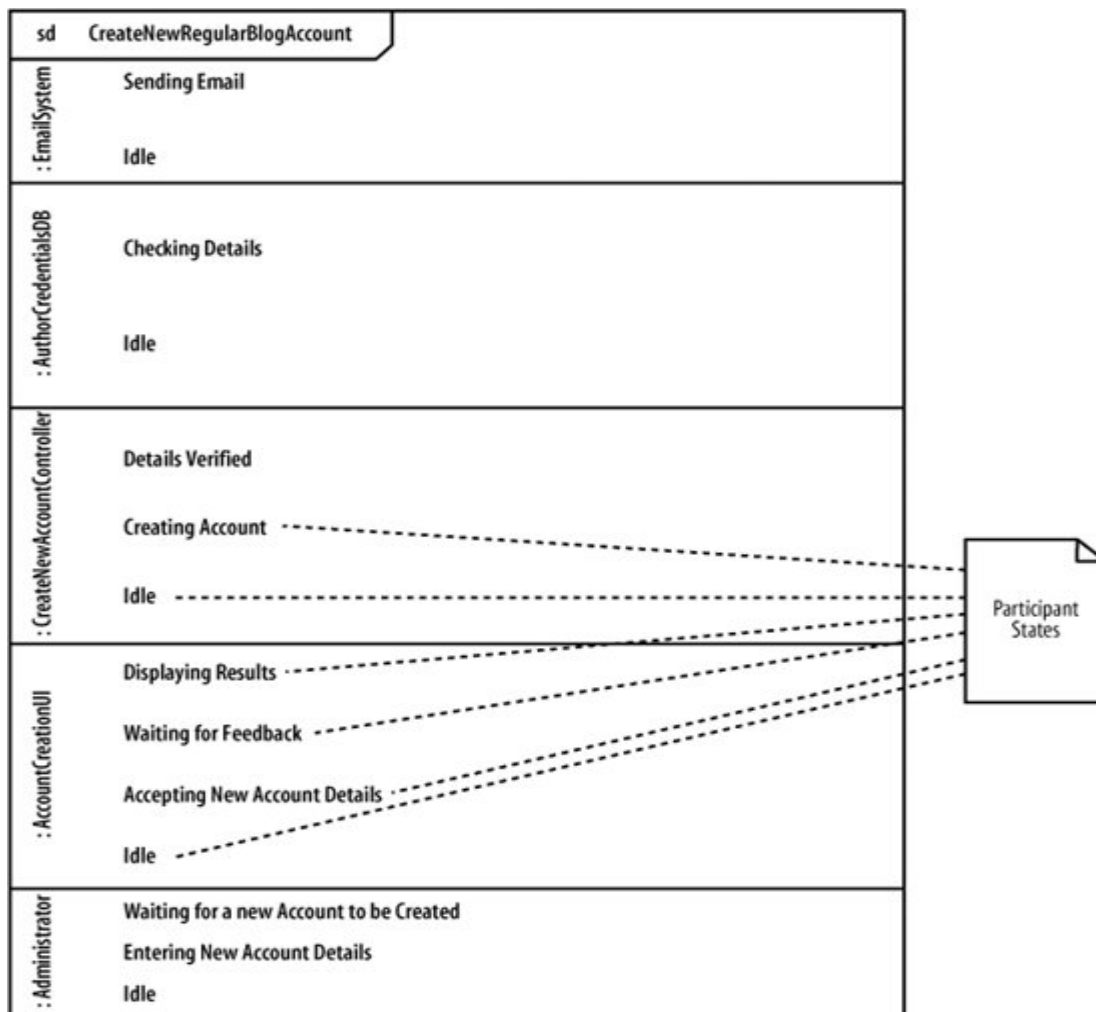 sd CreateNewRegularBlogAccount
: EmailSystem
Sending Email
Idle
: AuthorCredentialsDB
Checking Details
Idle
: CreateNewAccountController
Details Verified
Creating Account
Idle
: AccountCreationUI
Displaying Results
Waiting for Feedback
Accepting New Account Details
Idle
: Administrator
Waiting for a new Account to be Created
Entering New Account Details
Idle
Participant
States